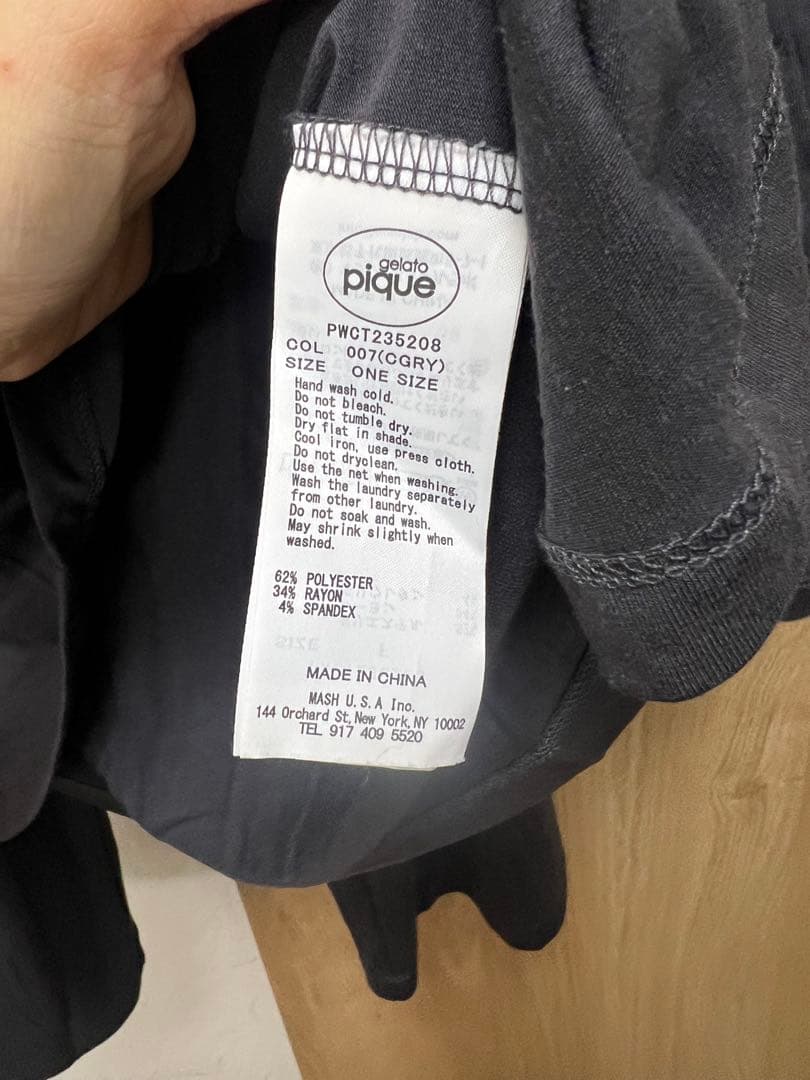 gelato
pique
PWCT235208
COL 007(CGRY)
SIZE ONE SIZE
Hand wash cold.
Do not bleach.
Do not tumble dry.
Dry flat in shade.
Cool iron, use press cloth.
Do not dryclean.
Use the net when washing.
Wash the laundry separately
from other laundry.
Do not soak and wash.
May shrink slightly when
washed.
62% POLYESTER
34% RAYON
4% SPANDEX
MADE IN CHINA
MASH U.S.A Inc.
144 Orchard St, New York, NY 10002
TEL 917 409 5520